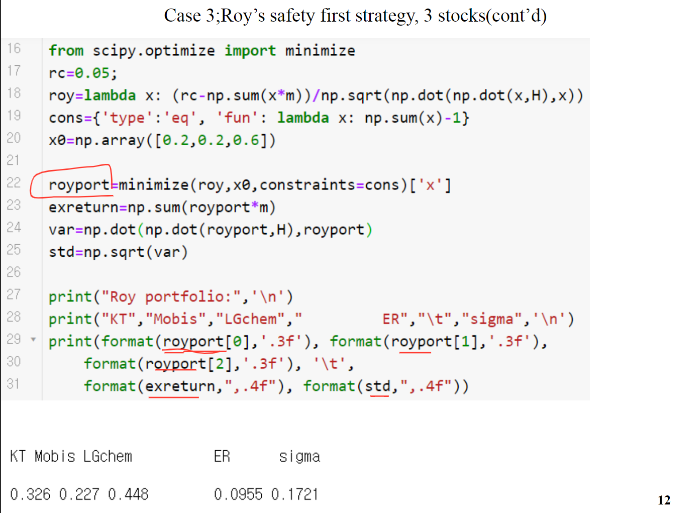 Case 3;Roy's safety first strategy, 3 stocks(cont'd)
16 from scipy.optimize import minimize
17 rc=0.05;
18 roy=lambda x: (rc-np.sum(x*m))/np.sqrt(np.dot(np.dot(x,H),x))
19 cons={'type':'eq', 'fun': lambda x: np.sum(x)-1}
20 x0=np.array([0.2,0.2,0.6])
21
22 royport=minimize(roy,x0,constraints=cons)['x']
23 exreturn=np.sum(royport*m)
24 var=np.dot(np.dot(royport,H),royport)
25 std=np.sqrt(var)
26
27 print("Roy portfolio:",'\n')
28 print("KT","Mobis","LGchem","          ER","\t","sigma",'\n')
29 print(format(royport[0],'.3f'), format(royport[1],'.3f'),
30     format(royport[2],'.3f'), '\t',
31     format(exreturn,",.4f"), format(std,",.4f"))
KT Mobis LGchem ER sigma
0.326 0.227 0.448 0.0955 0.1721
12